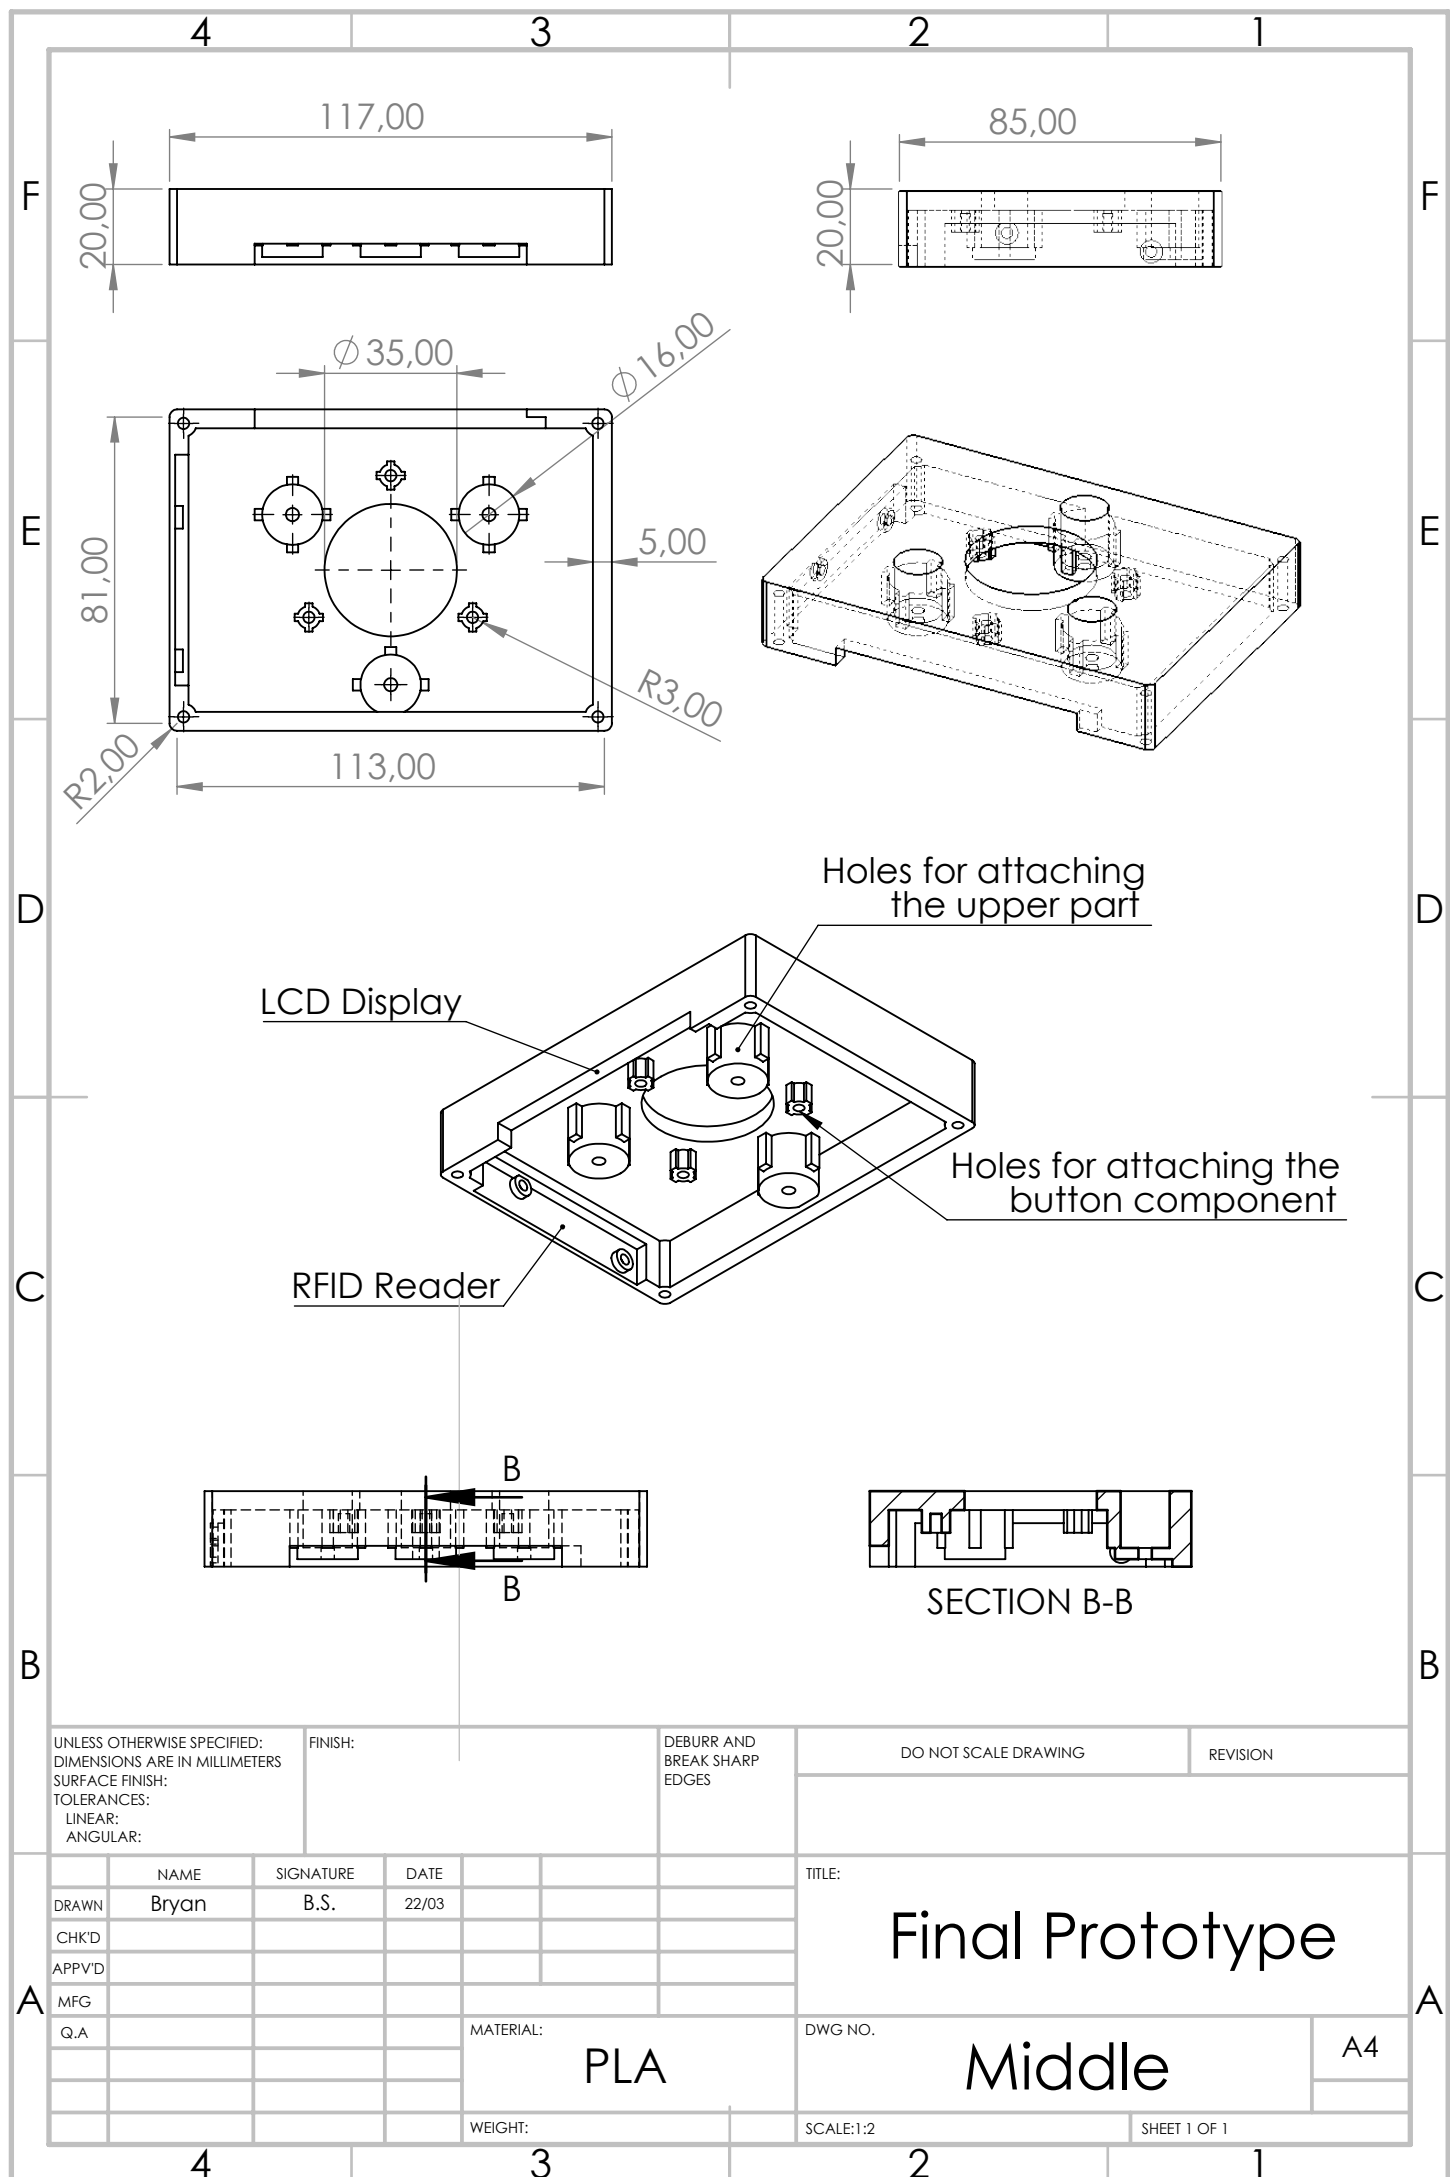 4 3 2 1
117,00
85,00
F
20,00
20,00
F
∅ 35,00
∅ 16,00
E
81,00
5,00
E
R3,00
R2,00
113,00
Holes for attaching
the upper part
D
D
LCD Display
Holes for attaching the
button component
RFID Reader
C
C
B
B
SECTION B-B
B
B
UNLESS OTHERWISE SPECIFIED:
DIMENSIONS ARE IN MILLIMETERS
SURFACE FINISH:
TOLERANCES:
LINEAR:
ANGULAR:
FINISH:
DEBURR AND
BREAK SHARP
EDGES
DO NOT SCALE DRAWING
REVISION
NAME SIGNATURE DATE
DRAWN Bryan B.S. 22/03
CHK'D
APPV'D
MFG
Q.A
TITLE:
Final Prototype
A
A
MATERIAL:
PLA
DWG NO.
Middle
A4
WEIGHT:
SCALE:1:2
SHEET 1 OF 1
4 3 2 1